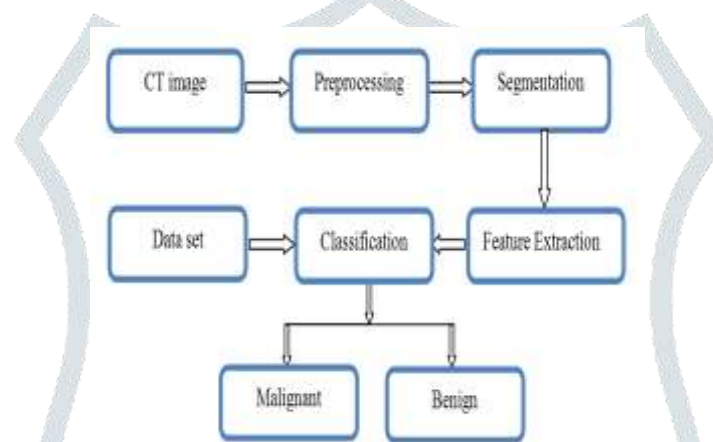 CT image
Preprocessing
Segmentation
Data set
Classification
Feature Extraction
Malignant
Benign